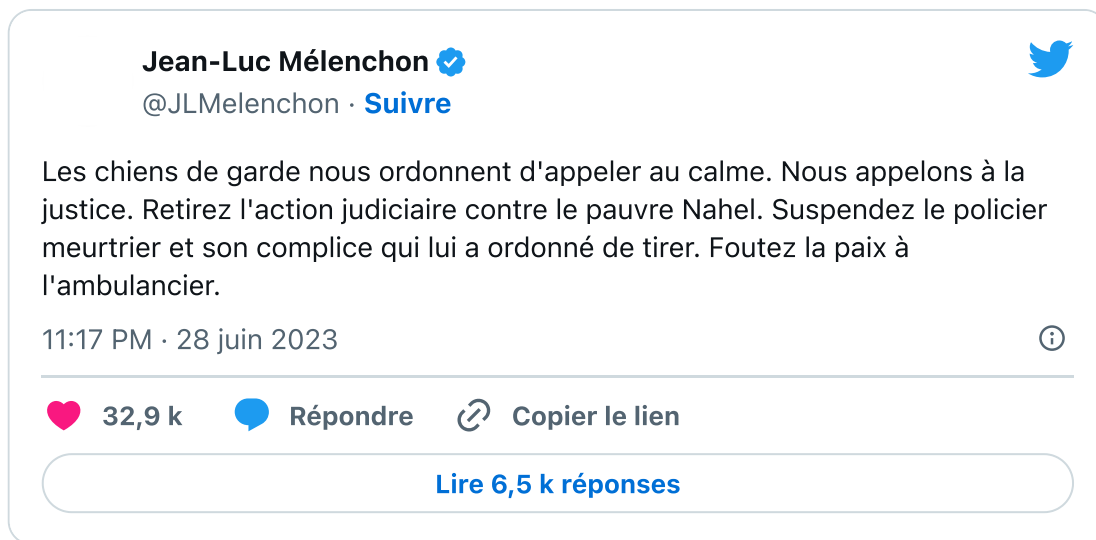 Jean-Luc Mélenchon
@JLMelenchon · Suivre
Les chiens de garde nous ordonnent d'appeler au calme. Nous appelons à la
justice. Retirez l'action judiciaire contre le pauvre Nahel. Suspendez le policier
meurtrier et son complice qui lui a ordonné de tirer. Foutez la paix à
l'ambulancier.
11:17 PM · 28 juin 2023
32,9 k Répondre Copier le lien
Lire 6,5 k réponses